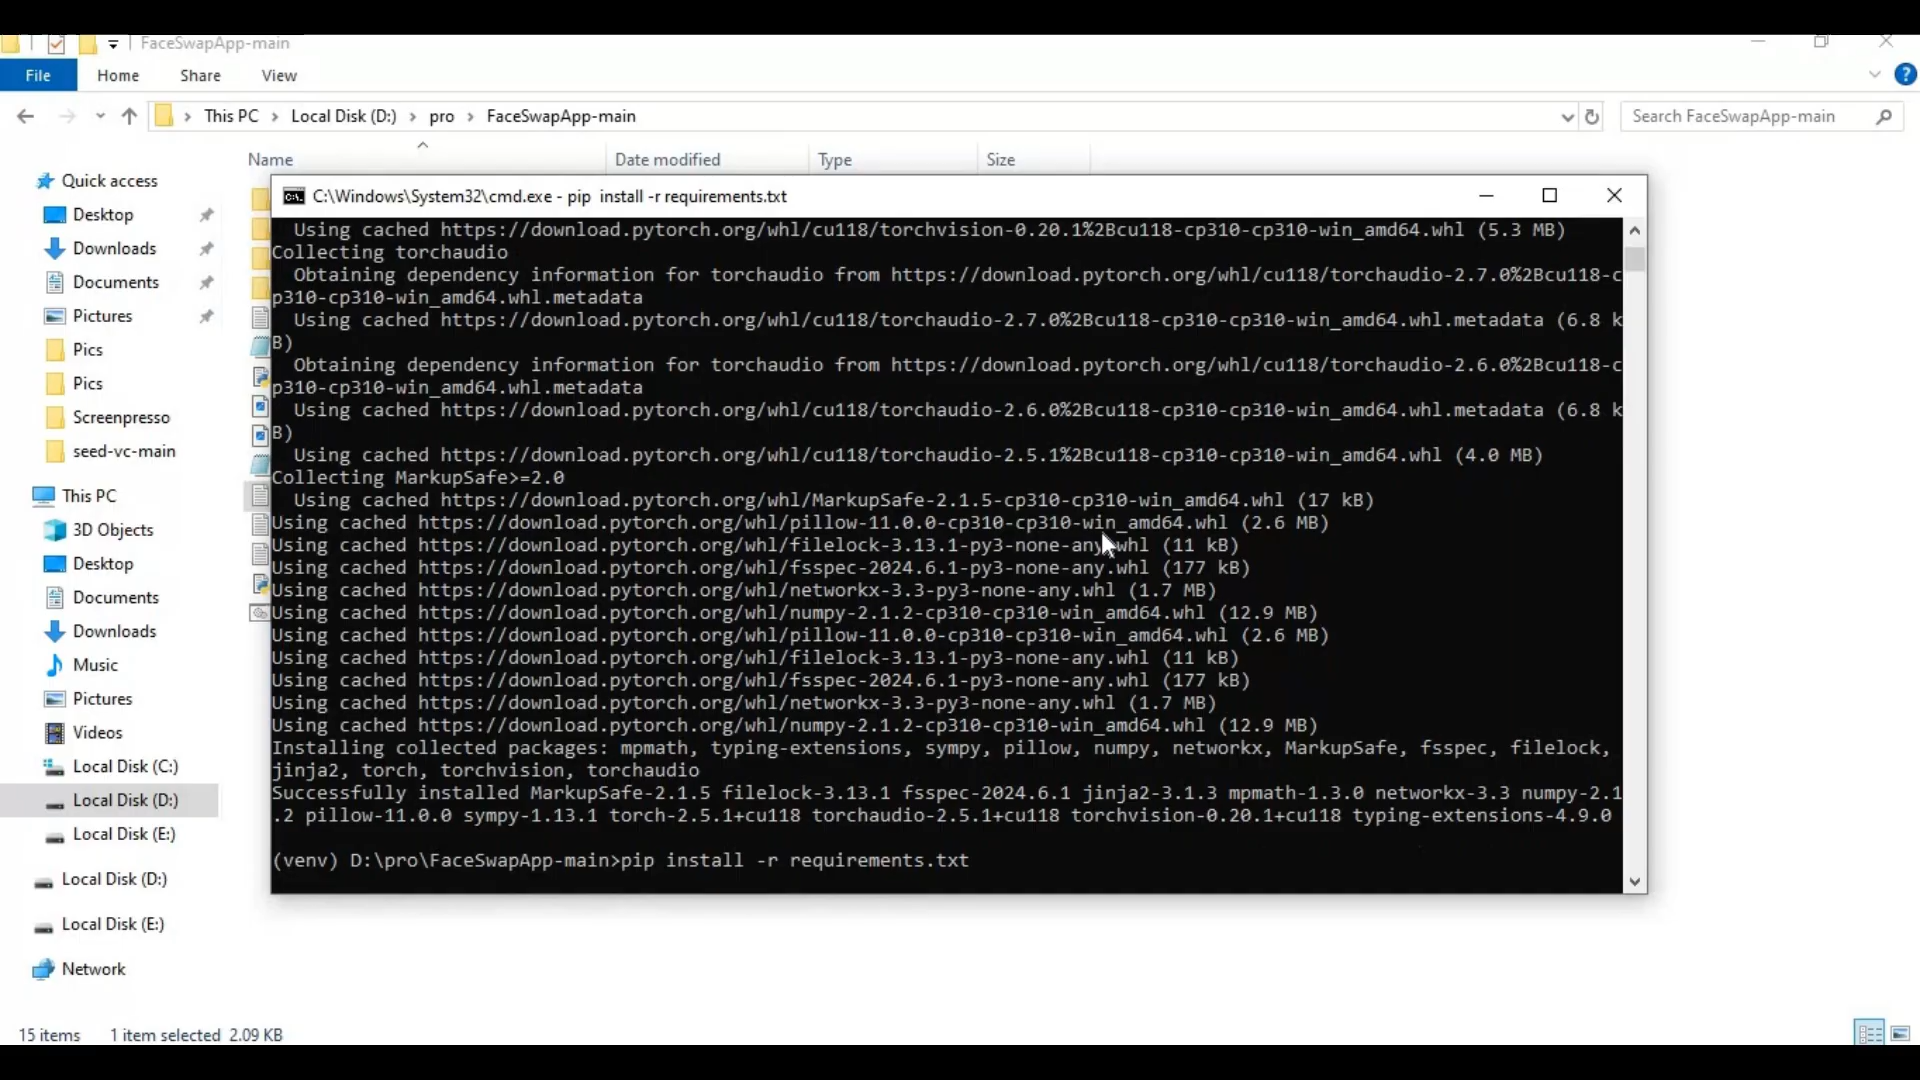 FaceSwapApp-main
File Home Share View
This PC Local Disk (D:) pro FaceSwapApp-main
Search FaceSwapApp-main
Name Date modified Type Size
Quick access
Desktop
Downloads
Documents
Pictures
Pics
Pics
Screenpresso
seed-vc-main
This PC
3D Objects
Desktop
Documents
Downloads
Music
Pictures
Videos
Local Disk (C:)
Local Disk (D:)
Local Disk (E:)
Local Disk (D:)
Local Disk (E:)
Network
15 items 1 item selected 2.09 KB
C:\Windows\System32\cmd.exe - pip  install -r requirements.txt
  Using cached https://download.pytorch.org/whl/cu118/torchvision-0.20.1%2Bcu118-cp310-cp310-win_amd64.whl (5.3 MB)
Collecting torchaudio
  Obtaining dependency information for torchaudio from https://download.pytorch.org/whl/cu118/torchaudio-2.7.0%2Bcu118-c
p310-cp310-win_amd64.whl.metadata
  Using cached https://download.pytorch.org/whl/cu118/torchaudio-2.7.0%2Bcu118-cp310-cp310-win_amd64.whl.metadata (6.8 k
B)
  Obtaining dependency information for torchaudio from https://download.pytorch.org/whl/cu118/torchaudio-2.6.0%2Bcu118-c
p310-cp310-win_amd64.whl.metadata
  Using cached https://download.pytorch.org/whl/cu118/torchaudio-2.6.0%2Bcu118-cp310-cp310-win_amd64.whl.metadata (6.8 k
B)
  Using cached https://download.pytorch.org/whl/cu118/torchaudio-2.5.1%2Bcu118-cp310-cp310-win_amd64.whl (4.0 MB)
Collecting MarkupSafe>=2.0
  Using cached https://download.pytorch.org/whl/MarkupSafe-2.1.5-cp310-cp310-win_amd64.whl (17 kB)
Using cached https://download.pytorch.org/whl/pillow-11.0.0-cp310-cp310-win_amd64.whl (2.6 MB)
Using cached https://download.pytorch.org/whl/filelock-3.13.1-py3-none-any.whl (11 kB)
Using cached https://download.pytorch.org/whl/fsspec-2024.6.1-py3-none-any.whl (177 kB)
Using cached https://download.pytorch.org/whl/networkx-3.3-py3-none-any.whl (1.7 MB)
Using cached https://download.pytorch.org/whl/numpy-2.1.2-cp310-cp310-win_amd64.whl (12.9 MB)
Using cached https://download.pytorch.org/whl/pillow-11.0.0-cp310-cp310-win_amd64.whl (2.6 MB)
Using cached https://download.pytorch.org/whl/filelock-3.13.1-py3-none-any.whl (11 kB)
Using cached https://download.pytorch.org/whl/fsspec-2024.6.1-py3-none-any.whl (177 kB)
Using cached https://download.pytorch.org/whl/networkx-3.3-py3-none-any.whl (1.7 MB)
Using cached https://download.pytorch.org/whl/numpy-2.1.2-cp310-cp310-win_amd64.whl (12.9 MB)
Installing collected packages: mpmath, typing-extensions, sympy, pillow, numpy, networkx, MarkupSafe, fsspec, filelock,
jinja2, torch, torchvision, torchaudio
Successfully installed MarkupSafe-2.1.5 filelock-3.13.1 fsspec-2024.6.1 jinja2-3.1.3 mpmath-1.3.0 networkx-3.3 numpy-2.1
.2 pillow-11.0.0 sympy-1.13.1 torch-2.5.1+cu118 torchaudio-2.5.1+cu118 torchvision-0.20.1+cu118 typing-extensions-4.9.0
(venv) D:\pro\FaceSwapApp-main>pip install -r requirements.txt